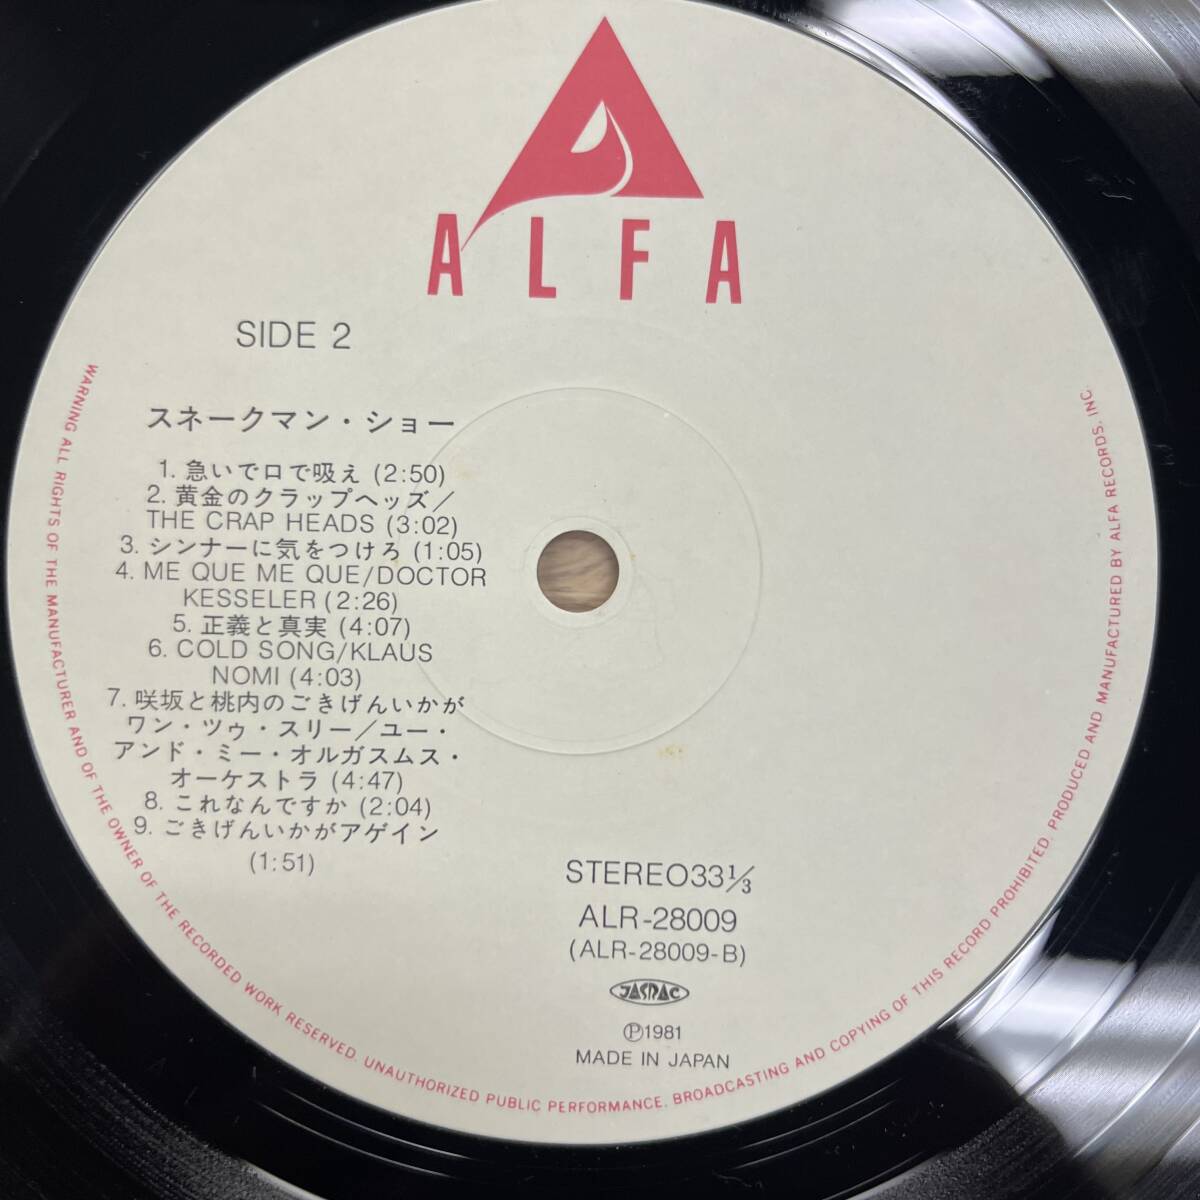 ALFA
SIDE 2
スネークマン・ショー
1. 急いで口で吸え (2:50)
2. 黄金のクラップヘッズ／
THE CRAP HEADS (3:02)
3. シンナーに気をつけろ (1:05)
4. ME QUE ME QUE/DOCTOR
KESSELER (2:26)
5. 正義と真実 (4:07)
6. COLD SONG/KLAUS
NOMI (4:03)
7. 咲坂と桃内のごきげんいかが
ワン・ツゥ・スリー／ユー・
アンド・ミー・オルガスムス・
オーケストラ (4:47)
8. これなんですか (2:04)
9. ごきげんいかがアゲイン
(1:51)
STEREO33⅓
ALR-28009
(ALR-28009-B)
JASRAC
Ⓟ1981
MADE IN JAPAN
WARNING ALL RIGHTS OF THE MANUFACTURER AND OF THE OWNER OF THE RECORDED WORK RESERVED. UNAUTHORIZED PUBLIC PERFORMANCE. BROADCASTING AND COPYING OF THIS RECORD PROHIBITED. PRODUCED AND MANUFACTURED BY ALFA RECORDS, INC.